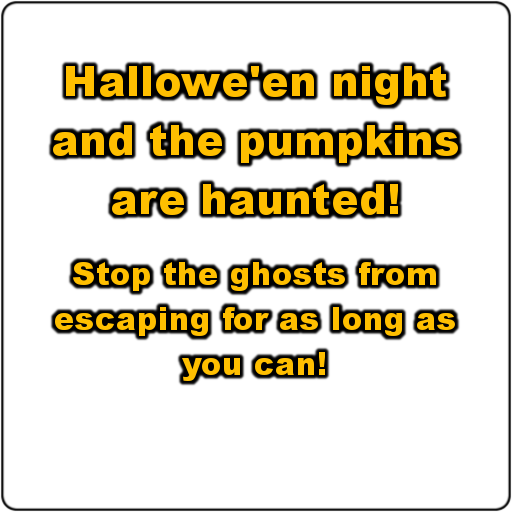 Hallowe'en night
and the pumpkins
are haunted!
Stop the ghosts from
escaping for as long as
you can!